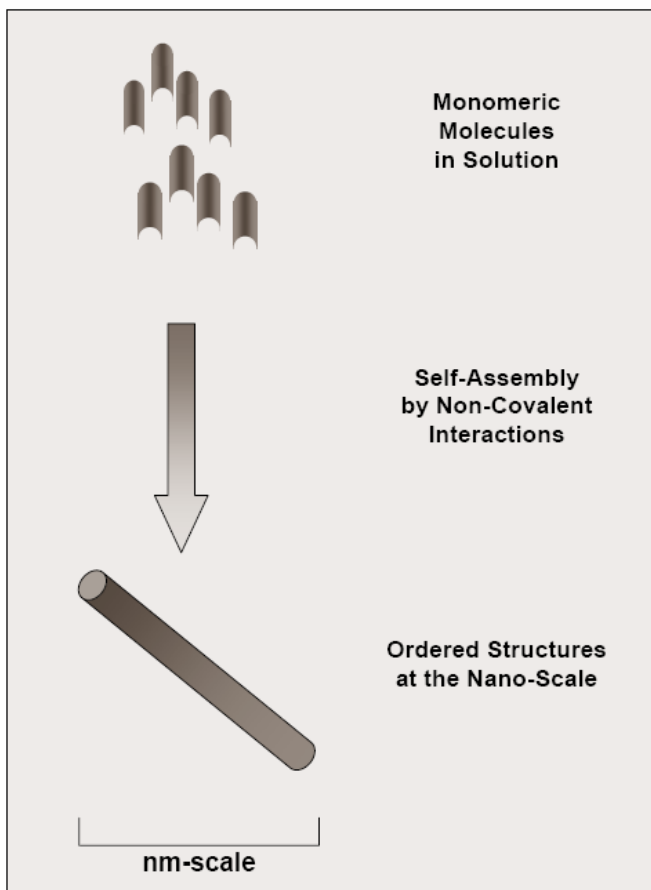 Monomeric
Molecules
in Solution
Self-Assembly
by Non-Covalent
Interactions
Ordered Structures
at the Nano-Scale
nm-scale